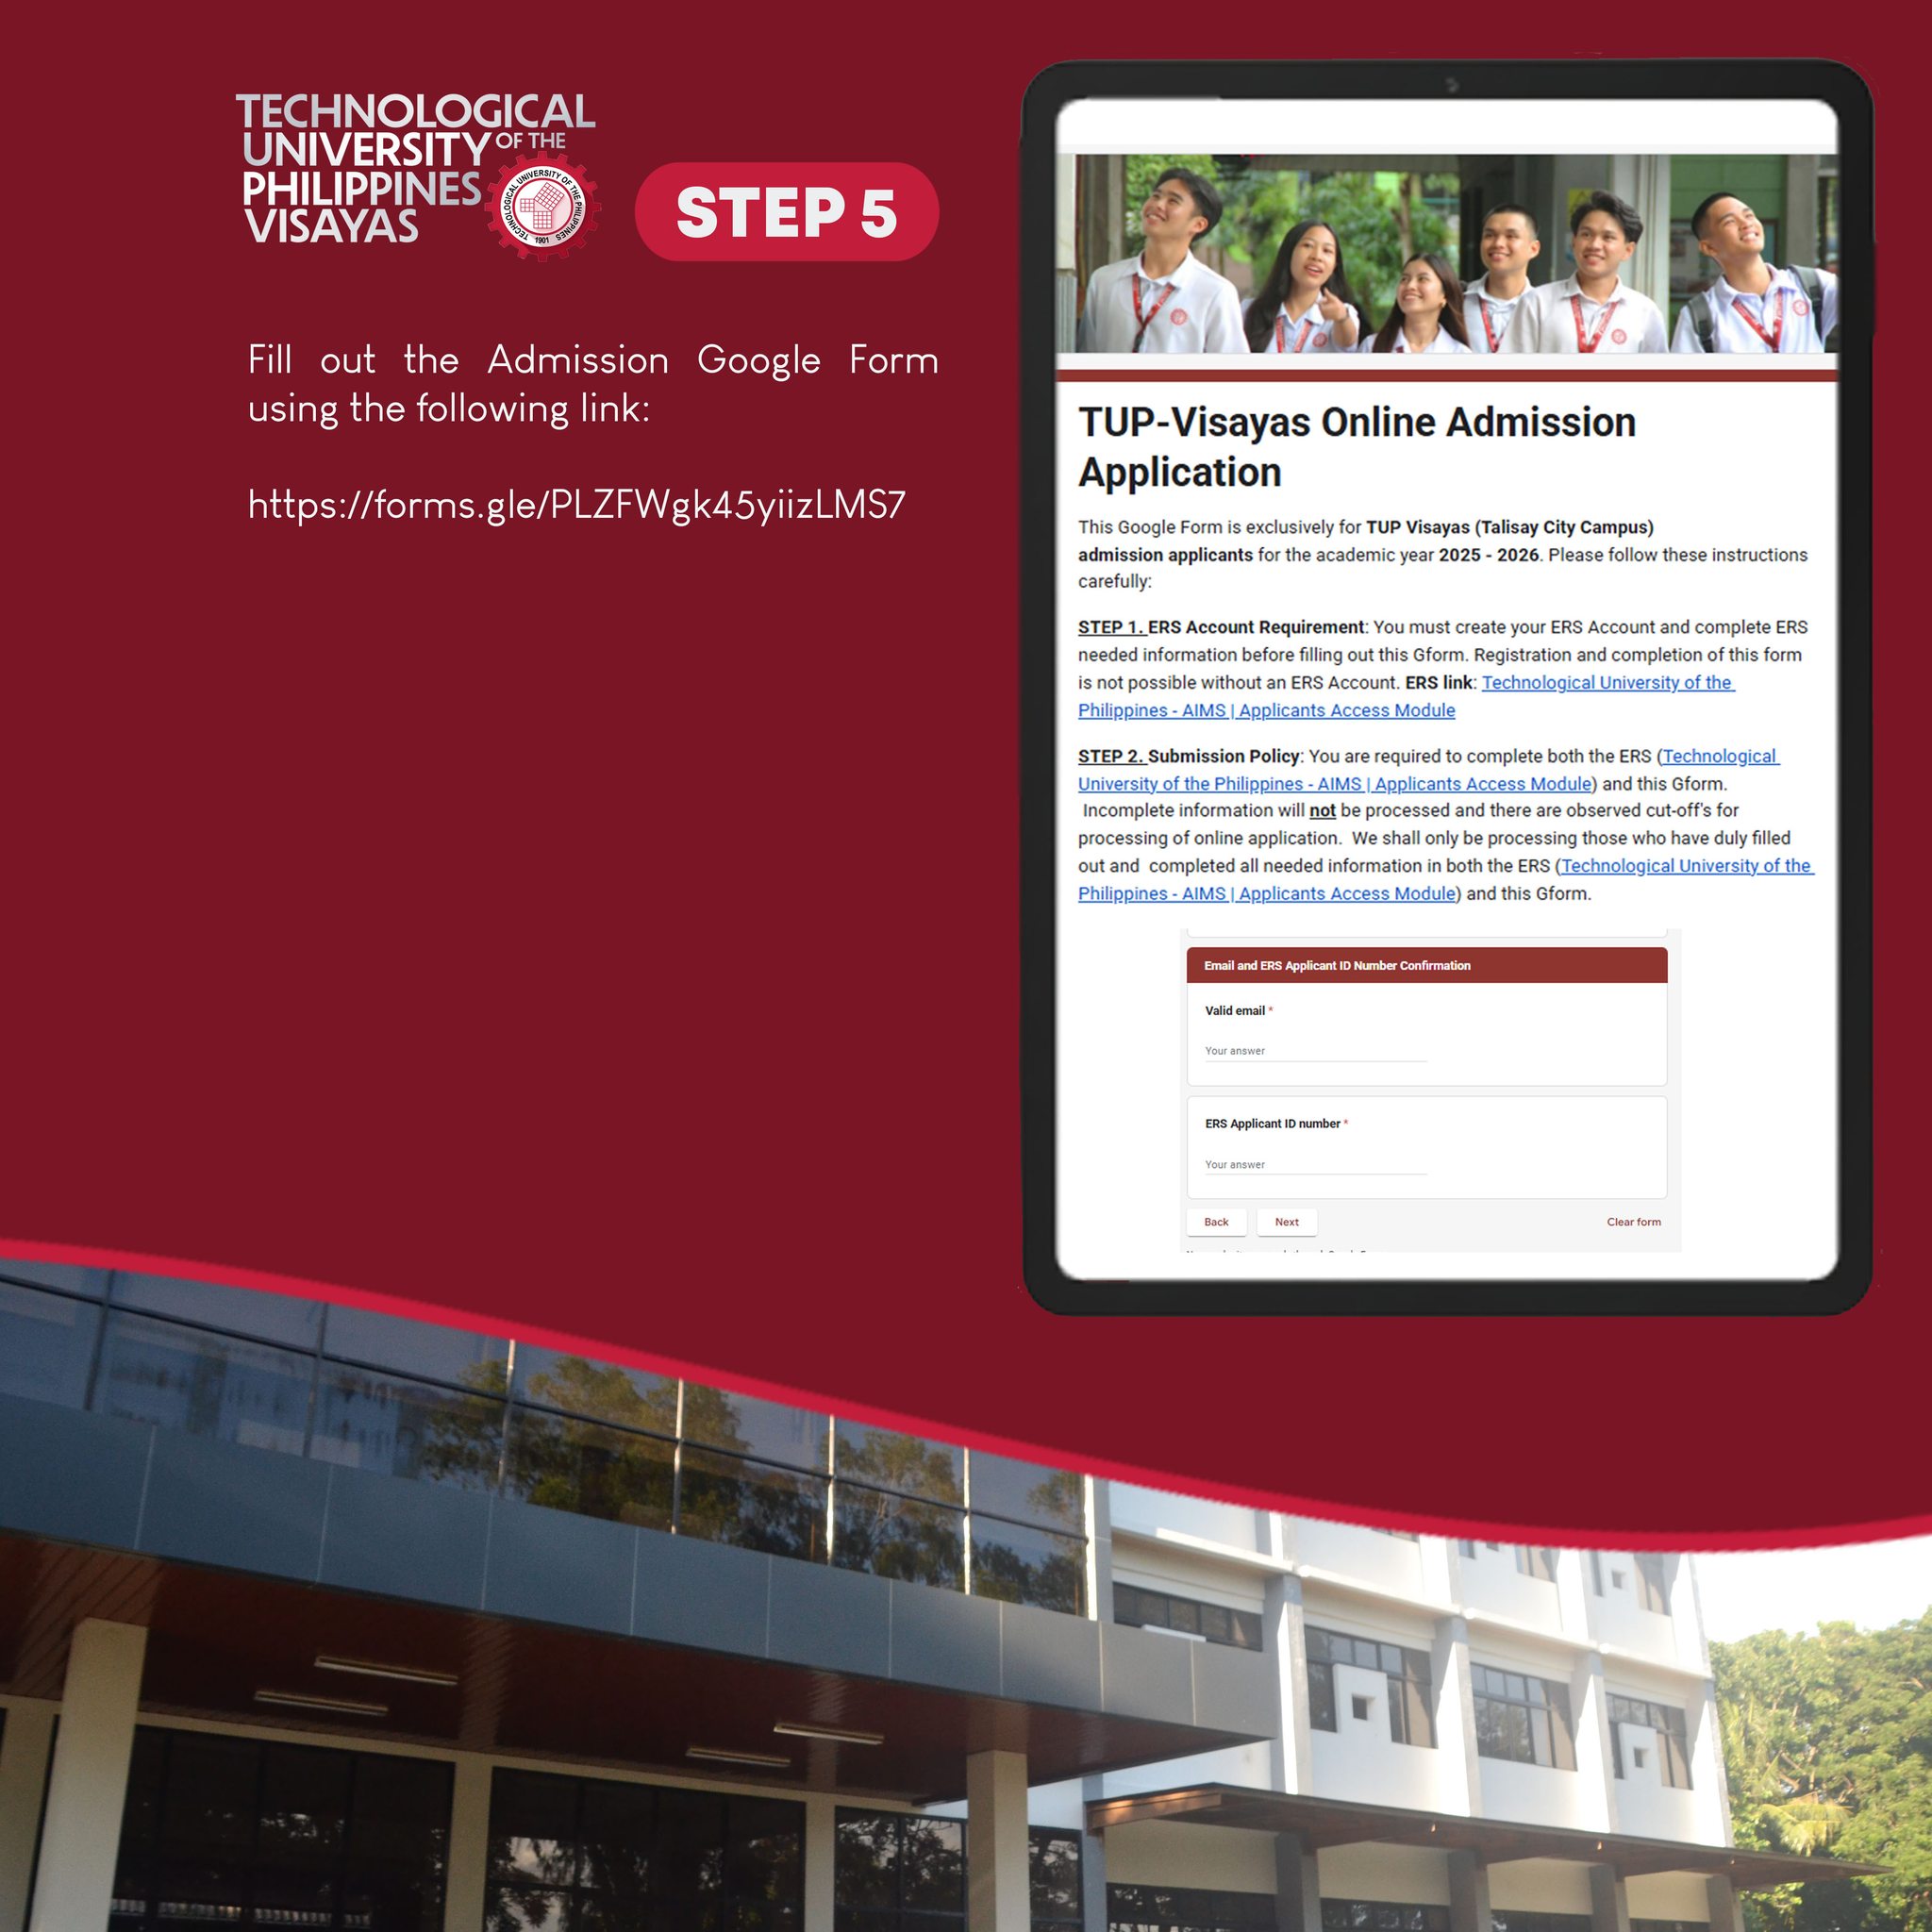 TECHNOLOGICAL
UNIVERSITY OF THE
PHILIPPINES
VISAYAS
TECHNOLOGICAL UNIVERSITY OF THE PHILIPPINES
1901
STEP 5
Fill out the Admission Google Form
using the following link:
https://forms.gle/PLZFWgk45yiizLMS7
TUP-Visayas Online Admission
Application
This Google Form is exclusively for TUP Visayas (Talisay City Campus)
admission applicants for the academic year 2025 - 2026. Please follow these instructions
carefully:
STEP 1. ERS Account Requirement: You must create your ERS Account and complete ERS
needed information before filling out this Gform. Registration and completion of this form
is not possible without an ERS Account. ERS link: Technological University of the
Philippines - AIMS | Applicants Access Module
STEP 2. Submission Policy: You are required to complete both the ERS (Technological
University of the Philippines - AIMS | Applicants Access Module) and this Gform.
Incomplete information will not be processed and there are observed cut-off's for
processing of online application. We shall only be processing those who have duly filled
out and completed all needed information in both the ERS (Technological University of the
Philippines - AIMS | Applicants Access Module) and this Gform.
Email and ERS Applicant ID Number Confirmation
Valid email *
Your answer
ERS Applicant ID number *
Your answer
Back Next Clear form